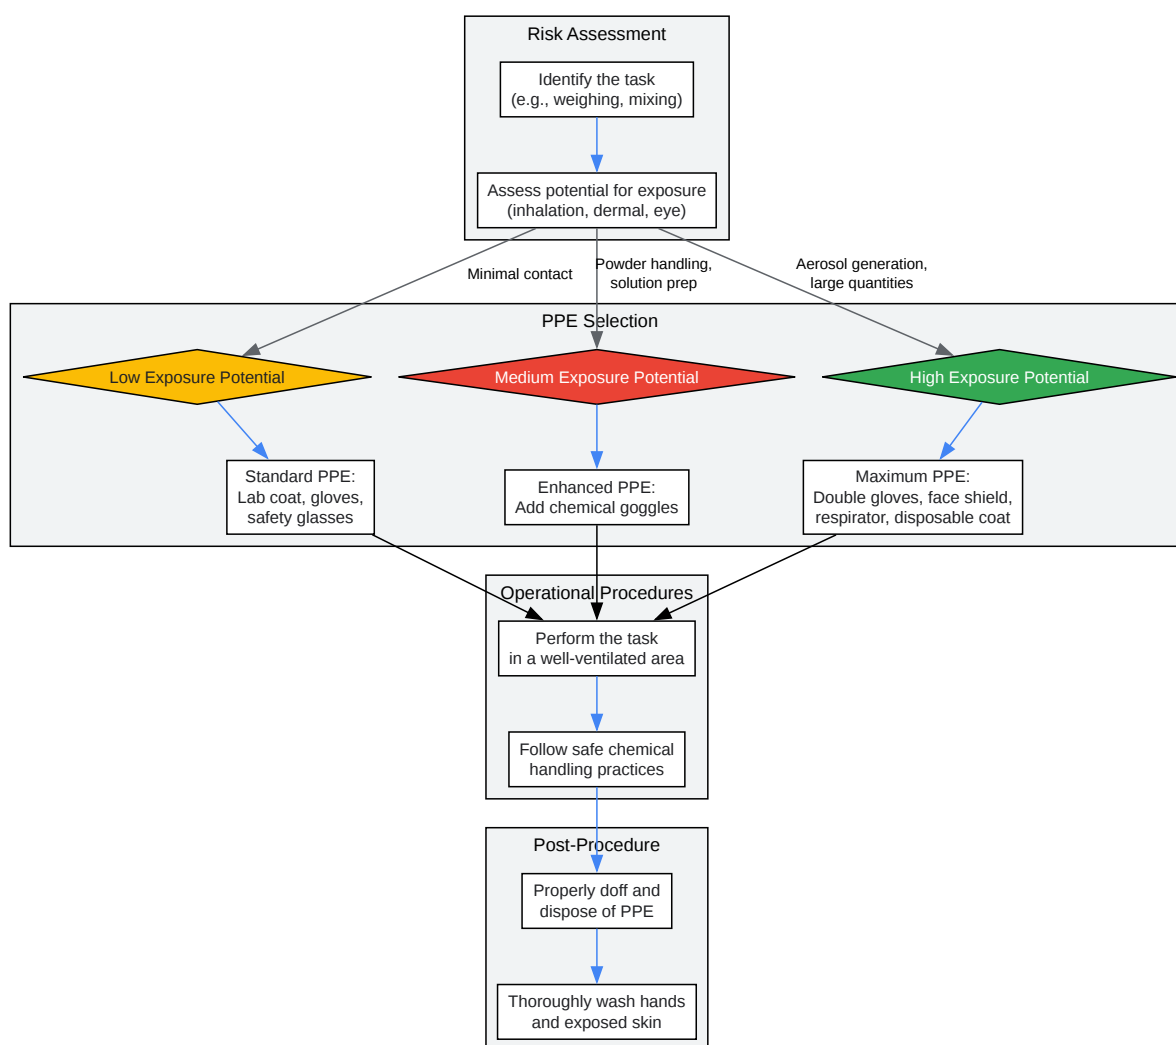 Risk Assessment
Identify the task
(e.g., weighing, mixing)
Assess potential for exposure
(inhalation, dermal, eye)
Minimal contact
Powder handling,
solution prep
Aerosol generation,
large quantities
PPE Selection
Low Exposure Potential
Medium Exposure Potential
High Exposure Potential
Standard PPE:
Lab coat, gloves,
safety glasses
Enhanced PPE:
Add chemical goggles
Maximum PPE:
Double gloves, face shield,
respirator, disposable coat
Operational Procedures
Perform the task
in a well-ventilated area
Follow safe chemical
handling practices
Post-Procedure
Properly doff and
dispose of PPE
Thoroughly wash hands
and exposed skin